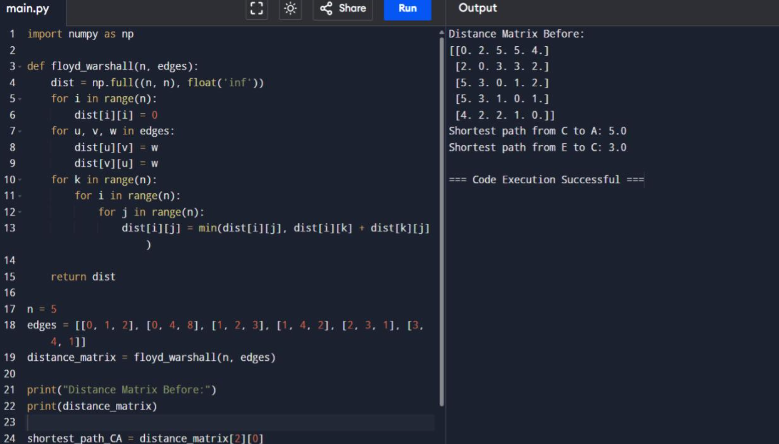 main.py
Share
Run
Output
1 import numpy as np
2
3 def floyd_warshall(n, edges):
4 dist = np.full((n, n), float('inf'))
5 for i in range(n):
6 dist[i][i] = 0
7 for u, v, w in edges:
8 dist[u][v] = w
9 dist[v][u] = w
10 for k in range(n):
11 for i in range(n):
12 for j in range(n):
13 dist[i][j] = min(dist[i][j], dist[i][k] + dist[k][j]
)
14
15 return dist
16
17 n = 5
18 edges = [[0, 1, 2], [0, 4, 8], [1, 2, 3], [1, 4, 2], [2, 3, 1], [3,
4, 1]]
19 distance_matrix = floyd_warshall(n, edges)
20
21 print("Distance Matrix Before:")
22 print(distance_matrix)
23
24 shortest_path_CA = distance_matrix[2][0]
Distance Matrix Before:
[[0. 2. 5. 5. 4.]
[2. 0. 3. 3. 2.]
[5. 3. 0. 1. 2.]
[5. 3. 1. 0. 1.]
[4. 2. 2. 1. 0.]]
Shortest path from C to A: 5.0
Shortest path from E to C: 3.0
=== Code Execution Successful ===